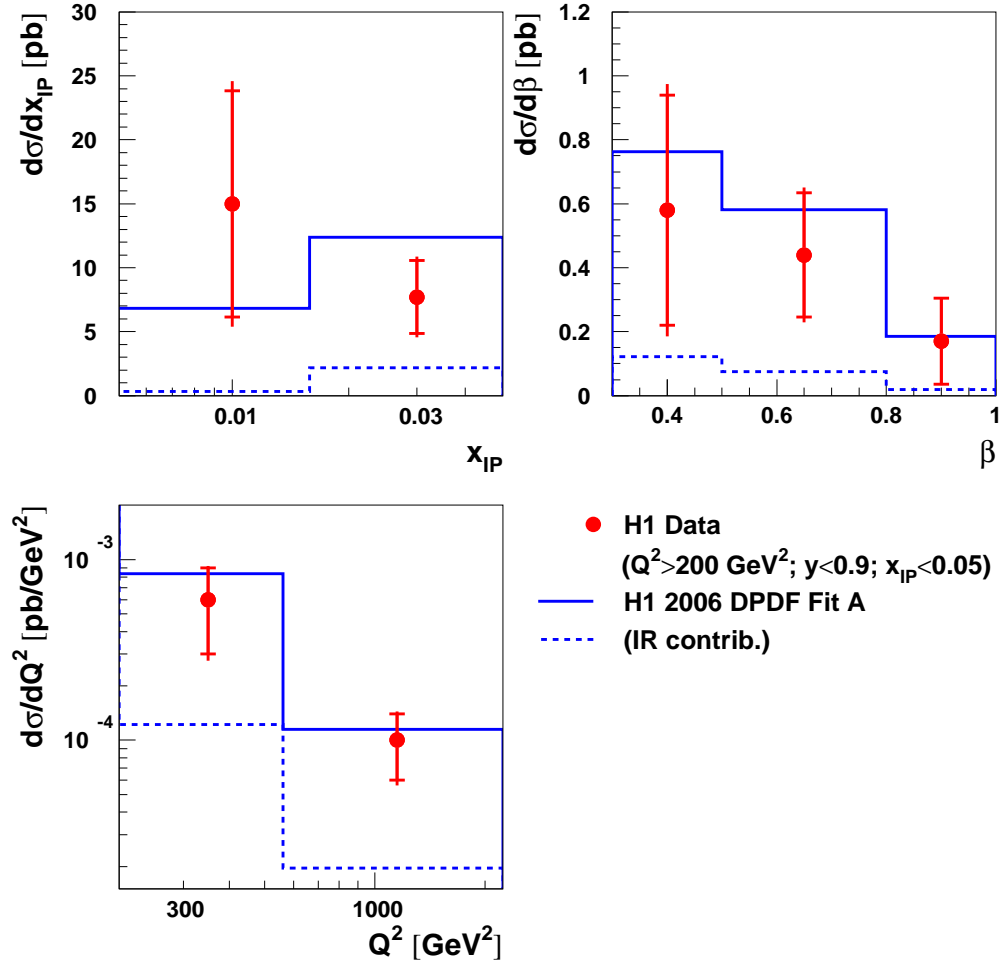 dσ/dx_IP [pb]
30
25
20
15
10
5
0
0.01 0.03
x_IP
dσ/dβ [pb]
1.2
1
0.8
0.6
0.4
0.2
0
0.4 0.6 0.8 1
β
dσ/dQ² [pb/GeV²]
10⁻³
10⁻⁴
300 1000
Q² [GeV²]
H1 Data
(Q²>200 GeV²; y<0.9; x_IP<0.05)
H1 2006 DPDF Fit A
(IR contrib.)